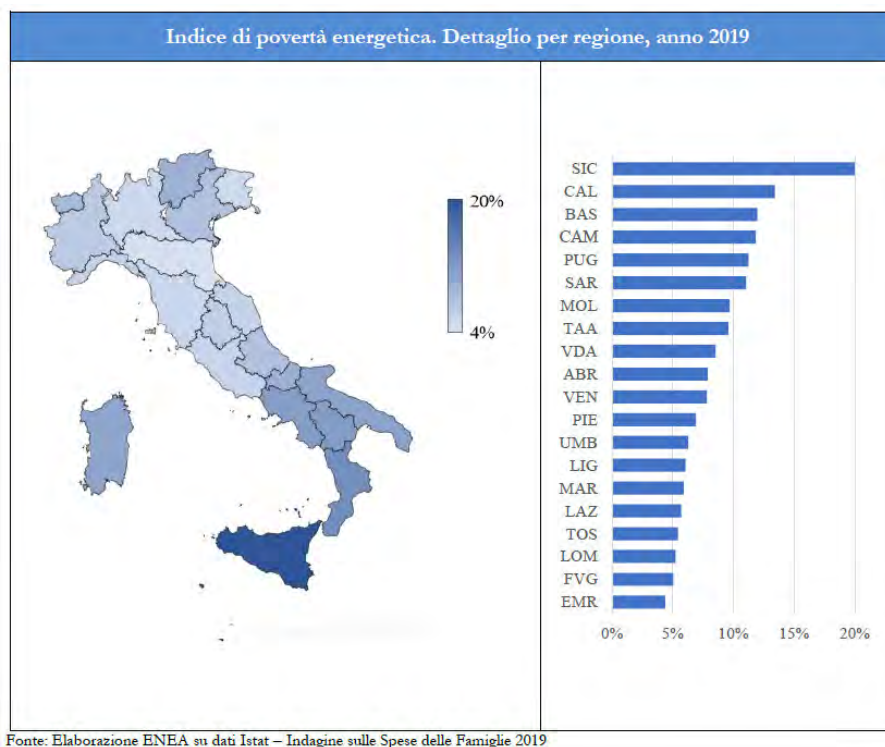 Indice di povertà energetica. Dettaglio per regione, anno 2019
20%
4%
SIC
CAL
BAS
CAM
PUG
SAR
MOL
TAA
VDA
ABR
VEN
PIE
UMB
LIG
MAR
LAZ
TOS
LOM
FVG
EMR
0% 5% 10% 15% 20%
Fonte: Elaborazione ENEA su dati Istat – Indagine sulle Spese delle Famiglie 2019